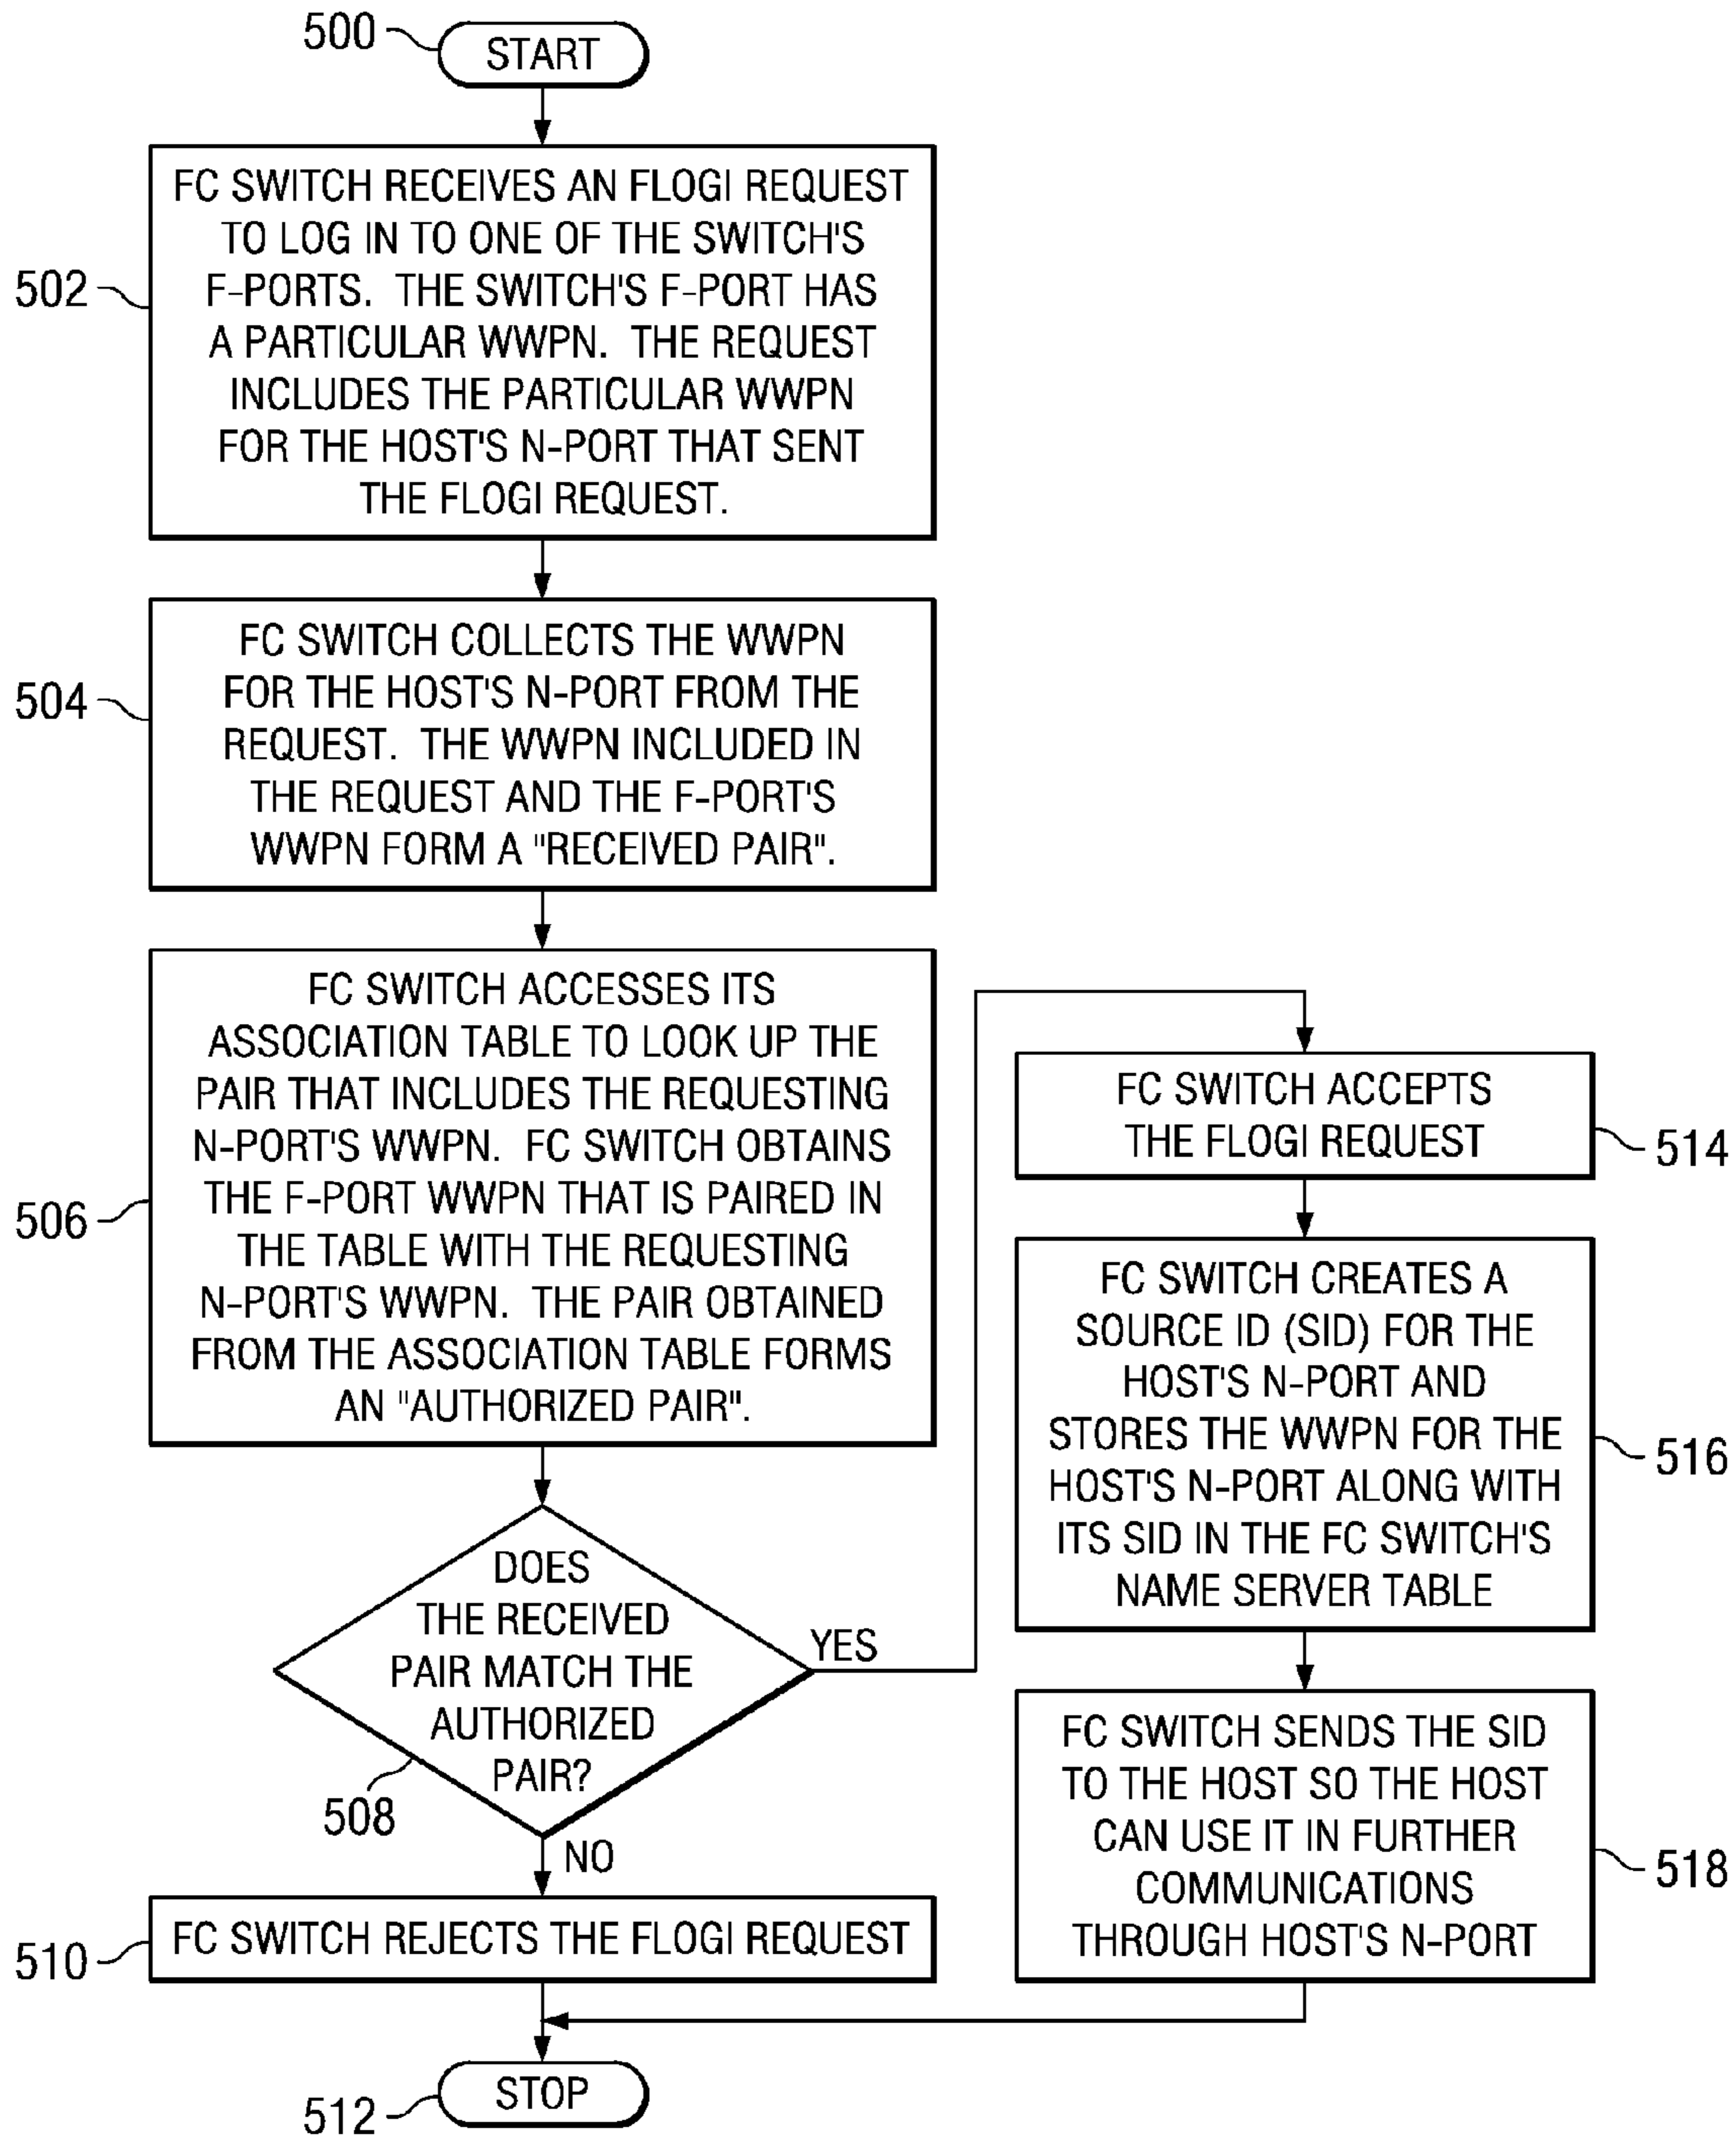 500
START
502
FC SWITCH RECEIVES AN FLOGI REQUEST
TO LOG IN TO ONE OF THE SWITCH'S
F-PORTS. THE SWITCH'S F-PORT HAS
A PARTICULAR WWPN. THE REQUEST
INCLUDES THE PARTICULAR WWPN
FOR THE HOST'S N-PORT THAT SENT
THE FLOGI REQUEST.
504
FC SWITCH COLLECTS THE WWPN
FOR THE HOST'S N-PORT FROM THE
REQUEST. THE WWPN INCLUDED IN
THE REQUEST AND THE F-PORT'S
WWPN FORM A "RECEIVED PAIR".
506
FC SWITCH ACCESSES ITS
ASSOCIATION TABLE TO LOOK UP THE
PAIR THAT INCLUDES THE REQUESTING
N-PORT'S WWPN. FC SWITCH OBTAINS
THE F-PORT WWPN THAT IS PAIRED IN
THE TABLE WITH THE REQUESTING
N-PORT'S WWPN. THE PAIR OBTAINED
FROM THE ASSOCIATION TABLE FORMS
AN "AUTHORIZED PAIR".
DOES
THE RECEIVED
PAIR MATCH THE
AUTHORIZED
PAIR?
508
YES
NO
510
FC SWITCH REJECTS THE FLOGI REQUEST
512
STOP
FC SWITCH ACCEPTS
THE FLOGI REQUEST
514
FC SWITCH CREATES A
SOURCE ID (SID) FOR THE
HOST'S N-PORT AND
STORES THE WWPN FOR THE
HOST'S N-PORT ALONG WITH
ITS SID IN THE FC SWITCH'S
NAME SERVER TABLE
516
FC SWITCH SENDS THE SID
TO THE HOST SO THE HOST
CAN USE IT IN FURTHER
COMMUNICATIONS
THROUGH HOST'S N-PORT
518